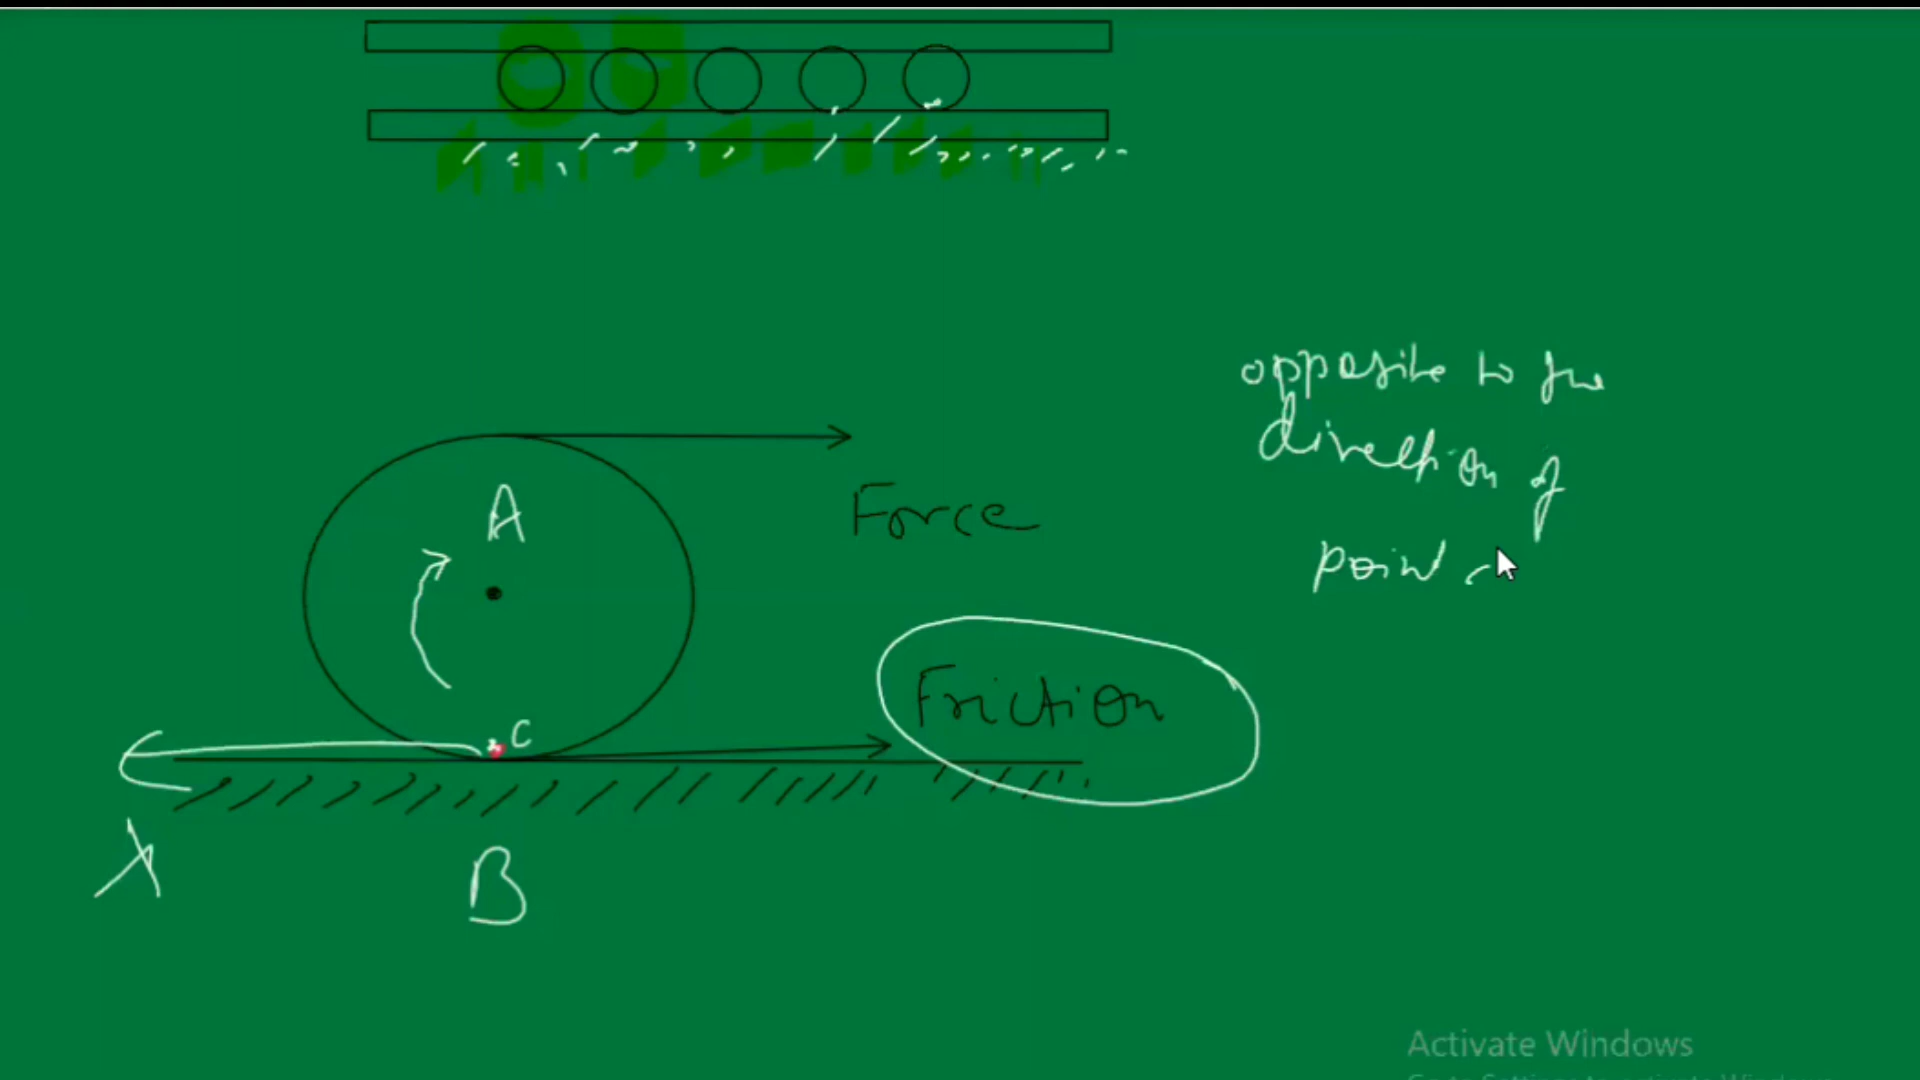 opposite to the
direction of
point
A
Force
Friction
C
X
B
Activate Windows